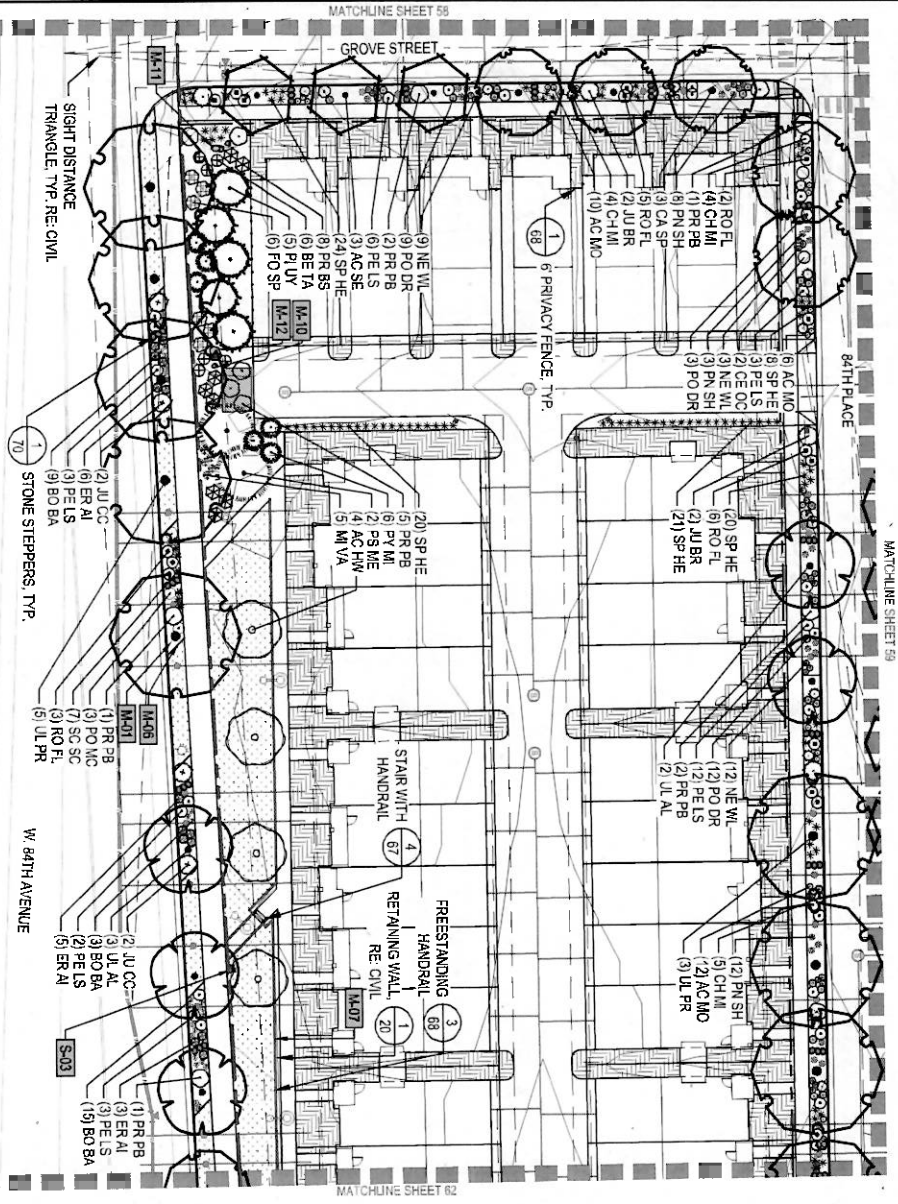 MATCHLINE SHEET 58
GROVE STREET
M-11
SIGHT DISTANCE
TRIANGLE, TYP. RE: CIVIL
84TH PLACE
MATCHLINE SHEET 59
(2) RO FL
(4) CH MI
(1) PR PB
(8) PN SH
(3) CA SP
(5) RO FL
(2) JU BR
(4) CH MI
(10) AC MO
1
68
6' PRIVACY FENCE, TYP.
(9) NE WL
(9) PO DR
(2) PR PB
(6) PE LS
(3) AC SE
(24) SP HE
(8) PR BS
(6) BE TA
(5) PI UY
(6) FO SP
M-10
M-12
(6) AC MO
(8) SP HE
(3) PE LS
(2) CE OC
(3) NE WL
(3) PN SH
(3) PO DR
1
70
STONE STEPPERS, TYP.
(2) JU CC
(6) ER AI
(3) PE LS
(9) BO BA
(20) SP HE
(5) PR PB
(6) PY MI
(2) PS ME
(4) AC HW
(5) MI VA
(20) SP HE
(6) RO FL
(2) JU BR
(21) SP HE
(1) PR PB
(3) PO MC
(7) SC SC
(3) RO FL
(5) UL PR
M-06
M-01
(12) NE WL
(12) PO DR
(12) PE LS
(2) PR PB
(2) UL AL
STAIR WITH
HANDRAIL
4
67
W. 84TH AVENUE
(2) JU CC
(3) UL AL
(3) BO BA
(2) PE LS
(5) ER AI
S-03
FREESTANDING
HANDRAIL
3
68
RETAINING WALL,
RE: CIVIL
1
20
M-07
(12) PN SH
(5) CH MI
(12) AC MO
(3) UL PR
(1) PR PB
(3) ER AI
(3) PE LS
(15) BO BA
MATCHLINE SHEET 62